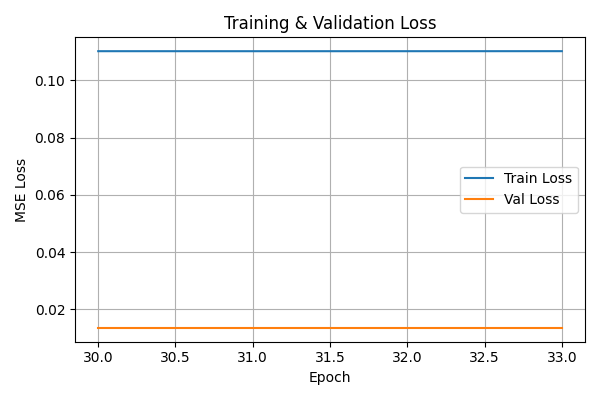 Training & Validation Loss
MSE Loss
0.10
0.08
0.06
0.04
0.02
Train Loss
Val Loss
30.0 30.5 31.0 31.5 32.0 32.5 33.0
Epoch